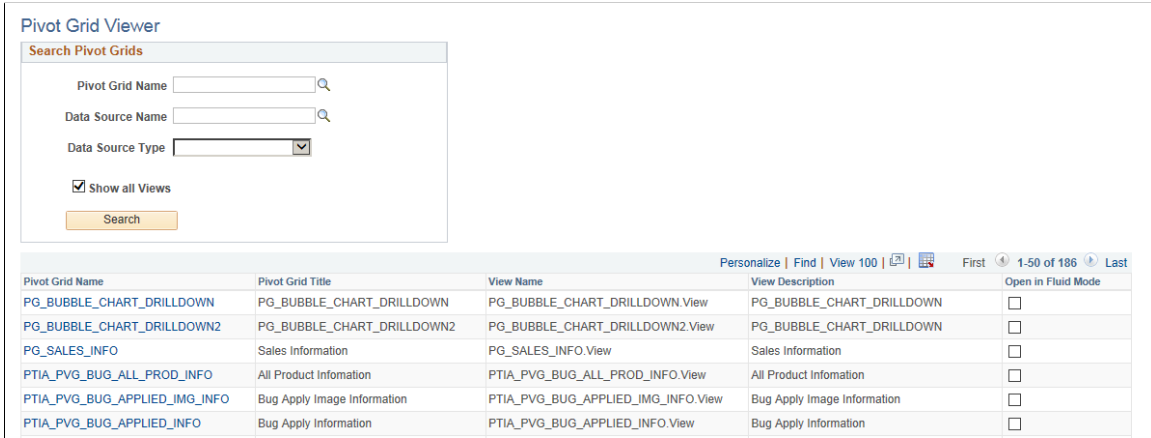 Pivot Grid Viewer
Search Pivot Grids
Pivot Grid Name
Data Source Name
Data Source Type
Show all Views
Search
Personalize | Find | View 100 | | First 1-50 of 186 Last
Pivot Grid Name Pivot Grid Title View Name View Description Open in Fluid Mode
PG_BUBBLE_CHART_DRILLDOWN PG_BUBBLE_CHART_DRILLDOWN PG_BUBBLE_CHART_DRILLDOWN.View PG_BUBBLE_CHART_DRILLDOWN
PG_BUBBLE_CHART_DRILLDOWN2 PG_BUBBLE_CHART_DRILLDOWN2 PG_BUBBLE_CHART_DRILLDOWN2.View PG_BUBBLE_CHART_DRILLDOWN
PG_SALES_INFO Sales Information PG_SALES_INFO.View Sales Information
PTIA_PVG_BUG_ALL_PROD_INFO All Product Infomation PTIA_PVG_BUG_ALL_PROD_INFO.View All Product Infomation
PTIA_PVG_BUG_APPLIED_IMG_INFO Bug Apply Image Information PTIA_PVG_BUG_APPLIED_IMG_INFO.View Bug Apply Image Information
PTIA_PVG_BUG_APPLIED_INFO Bug Apply Information PTIA_PVG_BUG_APPLIED_INFO.View Bug Apply Information